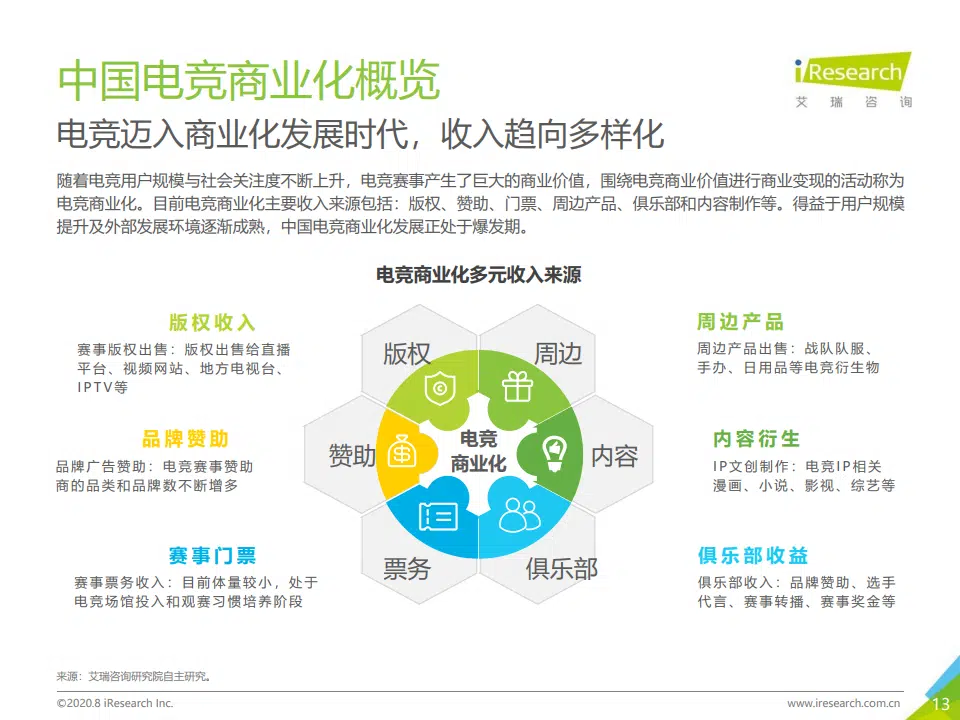 中国电竞商业化概览
iResearch
艾瑞咨询
电竞迈入商业化发展时代，收入趋向多样化
随着电竞用户规模与社会关注度不断上升，电竞赛事产生了巨大的商业价值，围绕电竞商业价值进行商业变现的活动称为
电竞商业化。目前电竞商业化主要收入来源包括：版权、赞助、门票、周边产品、俱乐部和内容制作等。得益于用户规模
提升及外部发展环境逐渐成熟，中国电竞商业化发展正处于爆发期。
电竞商业化多元收入来源
版权收入
赛事版权出售：版权出售给直播
平台、视频网站、地方电视台、
IPTV等
品牌赞助
品牌广告赞助：电竞赛事赞助
商的品类和品牌数不断增多
赛事门票
赛事票务收入：目前体量较小，处于
电竞场馆投入和观赛习惯培养阶段
版权
周边
赞助
电竞
商业化
内容
票务
俱乐部
周边产品
周边产品出售：战队队服、
手办、日用品等电竞衍生物
内容衍生
IP文创制作：电竞IP相关
漫画、小说、影视、综艺等
俱乐部收益
俱乐部收入：品牌赞助、选手
代言、赛事转播、赛事奖金等
来源：艾瑞咨询研究院自主研究。
©2020.8 iResearch Inc.
www.iresearch.com.cn
13